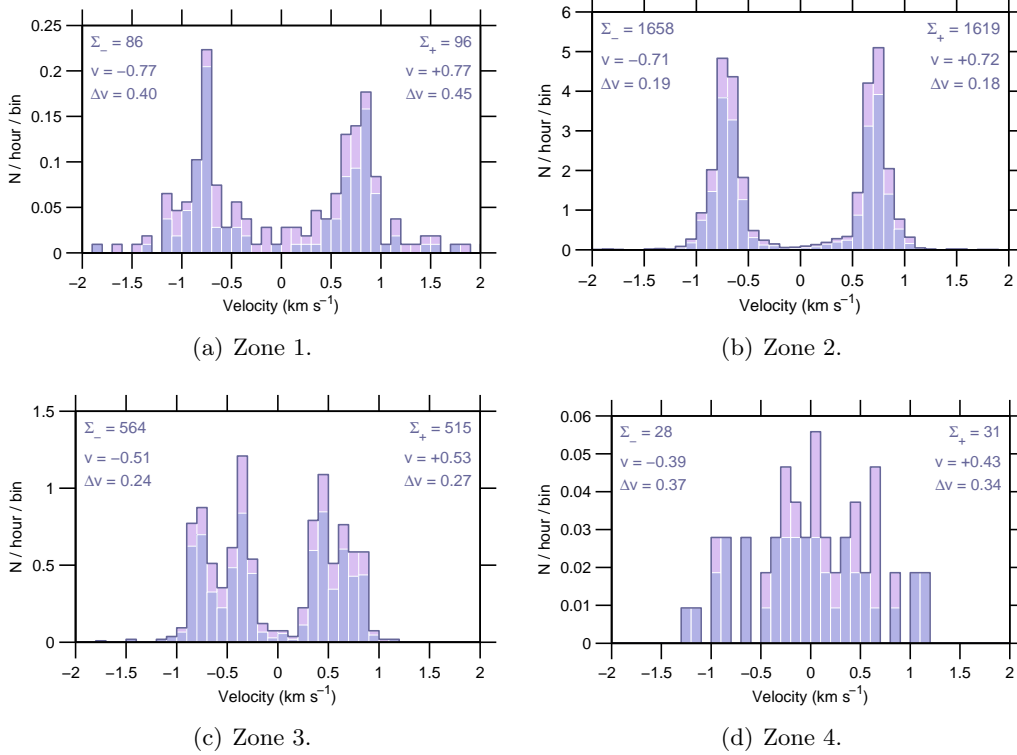 0.25
0.2
0.15
0.1
0.05
0
N / hour / bin
Σ₋ = 86
v = −0.77
Δv = 0.40
Σ₊ = 96
v = +0.77
Δv = 0.45
−2 −1.5 −1 −0.5 0 0.5 1 1.5 2
Velocity (km s⁻¹)
(a) Zone 1.
6
5
4
3
2
1
0
N / hour / bin
Σ₋ = 1658
v = −0.71
Δv = 0.19
Σ₊ = 1619
v = +0.72
Δv = 0.18
−2 −1.5 −1 −0.5 0 0.5 1 1.5 2
Velocity (km s⁻¹)
(b) Zone 2.
1.5
1
0.5
0
N / hour / bin
Σ₋ = 564
v = −0.51
Δv = 0.24
Σ₊ = 515
v = +0.53
Δv = 0.27
−2 −1.5 −1 −0.5 0 0.5 1 1.5 2
Velocity (km s⁻¹)
(c) Zone 3.
0.06
0.05
0.04
0.03
0.02
0.01
0
N / hour / bin
Σ₋ = 28
v = −0.39
Δv = 0.37
Σ₊ = 31
v = +0.43
Δv = 0.34
−2 −1.5 −1 −0.5 0 0.5 1 1.5 2
Velocity (km s⁻¹)
(d) Zone 4.